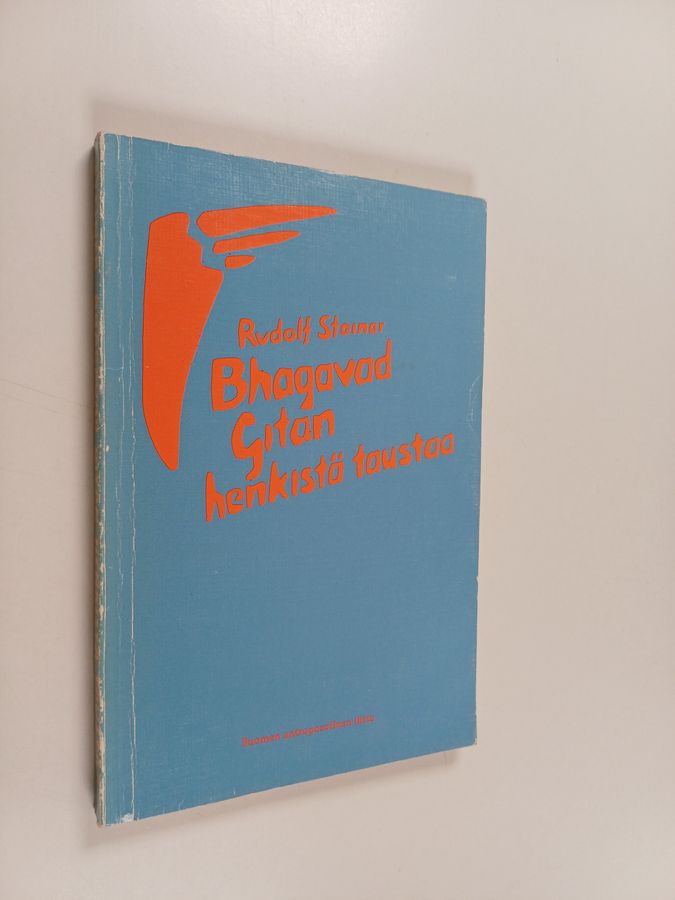 Rudolf Steiner
Bhagavad
Gitan
henkistä taustaa
Suomen antroposofinen liitto